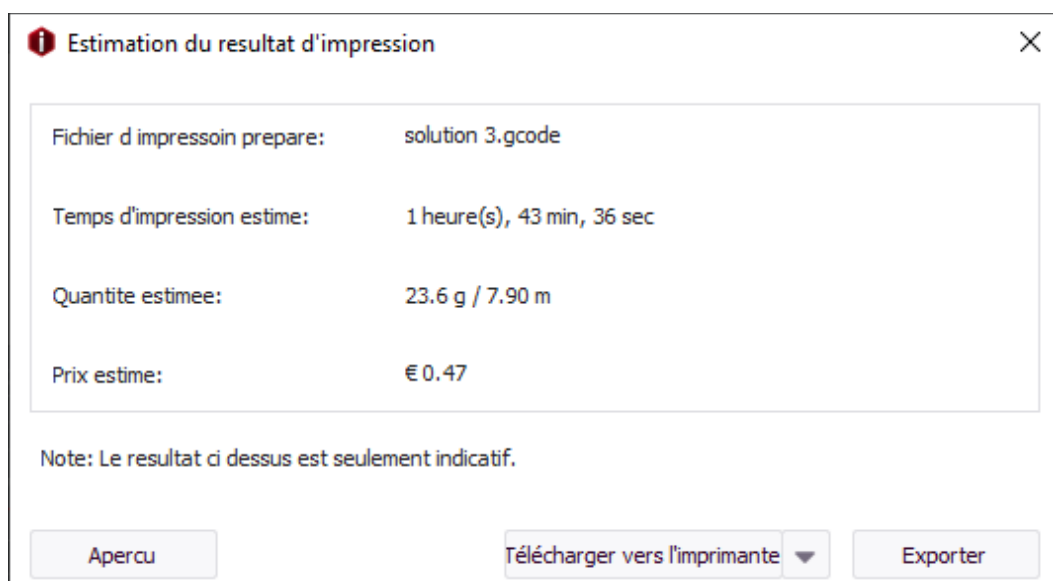 Estimation du resultat d'impression
Fichier d impressoin prepare: solution 3.gcode
Temps d'impression estime: 1 heure(s), 43 min, 36 sec
Quantite estimee: 23.6 g / 7.90 m
Prix estime: € 0.47
Note: Le resultat ci dessus est seulement indicatif.
Apercu Télécharger vers l'imprimante Exporter